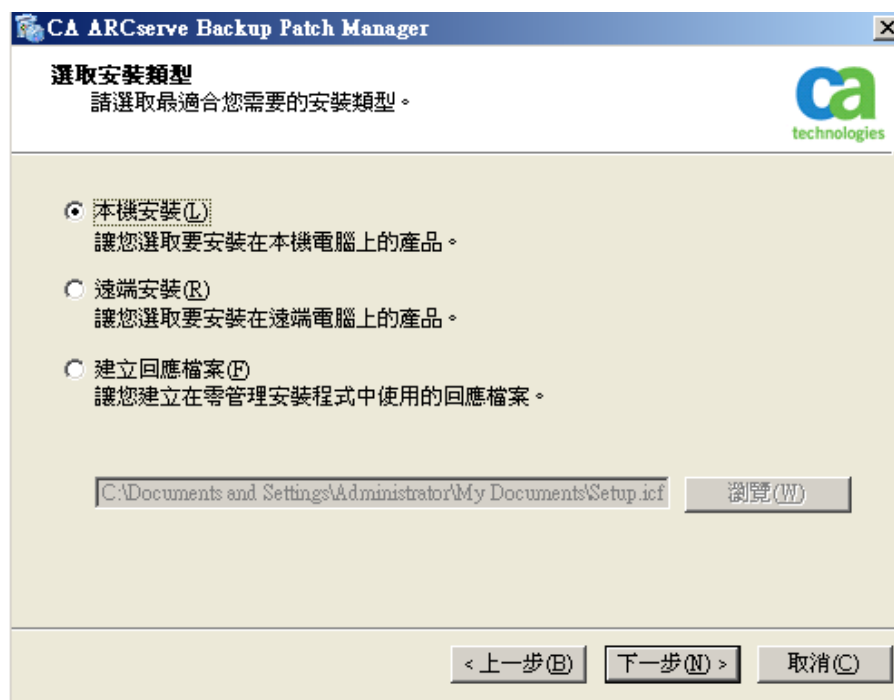 CA ARCserve Backup Patch Manager
選取安裝類型
請選取最適合您需要的安裝類型。
ca
technologies
本機安裝(L)
讓您選取要安裝在本機電腦上的產品。
遠端安裝(R)
讓您選取要安裝在遠端電腦上的產品。
建立回應檔案(F)
讓您建立在零管理安裝程式中使用的回應檔案。
C:\Documents and Settings\Administrator\My Documents\Setup.icf 瀏覽(W)
<上一步(B) 下一步(N)> 取消(C)